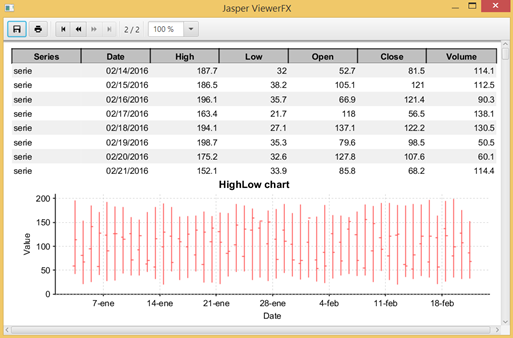 Jasper ViewerFX
2 / 2 100 %
Series Date High Low Open Close Volume
serie 02/14/2016 187.7 32 52.7 81.5 114.1
serie 02/15/2016 186.5 38.2 105.1 121 112.5
serie 02/16/2016 196.1 35.7 66.9 121.4 90.3
serie 02/17/2016 163.4 21.7 118 56.5 138.1
serie 02/18/2016 194.1 27.1 137.1 122.2 130.5
serie 02/19/2016 198.7 35.3 79.6 98.5 50.5
serie 02/20/2016 175.2 32.6 127.8 107.6 60.1
serie 02/21/2016 152.1 33.9 85.8 68.2 114.4
HighLow chart
Value
200
150
100
50
0
7-ene 14-ene 21-ene 28-ene 4-feb 11-feb 18-feb
Date